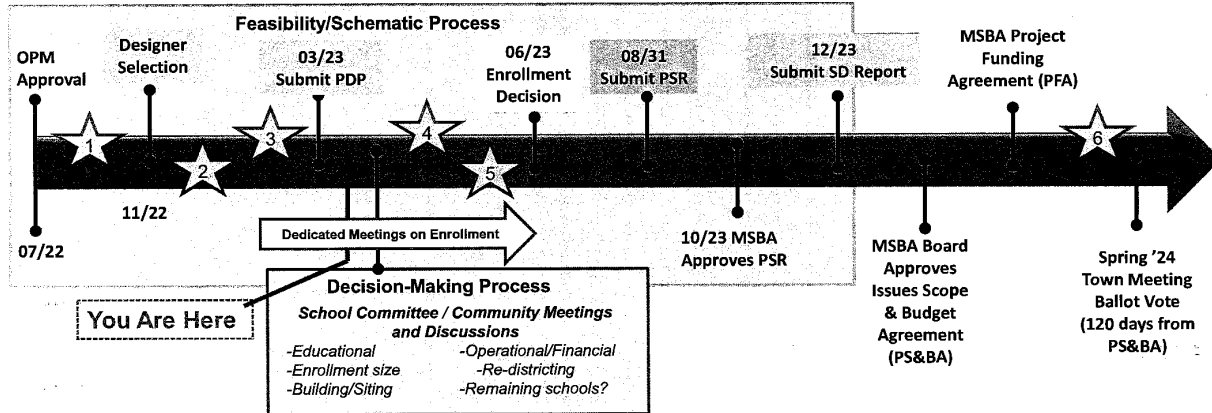 Feasibility/Schematic Process
OPM
Approval
Designer
Selection
03/23
Submit PDP
06/23
Enrollment
Decision
08/31
Submit PSR
12/23
Submit SD Report
MSBA Project
Funding
Agreement (PFA)
1
2
3
4
5
6
07/22
11/22
Dedicated Meetings on Enrollment
10/23 MSBA
Approves PSR
MSBA Board
Approves
Issues Scope
& Budget
Agreement
(PS&BA)
Spring '24
Town Meeting
Ballot Vote
(120 days from
PS&BA)
You Are Here
Decision-Making Process
School Committee / Community Meetings
and Discussions
-Educational
-Enrollment size
-Building/Siting
-Operational/Financial
-Re-districting
-Remaining schools?